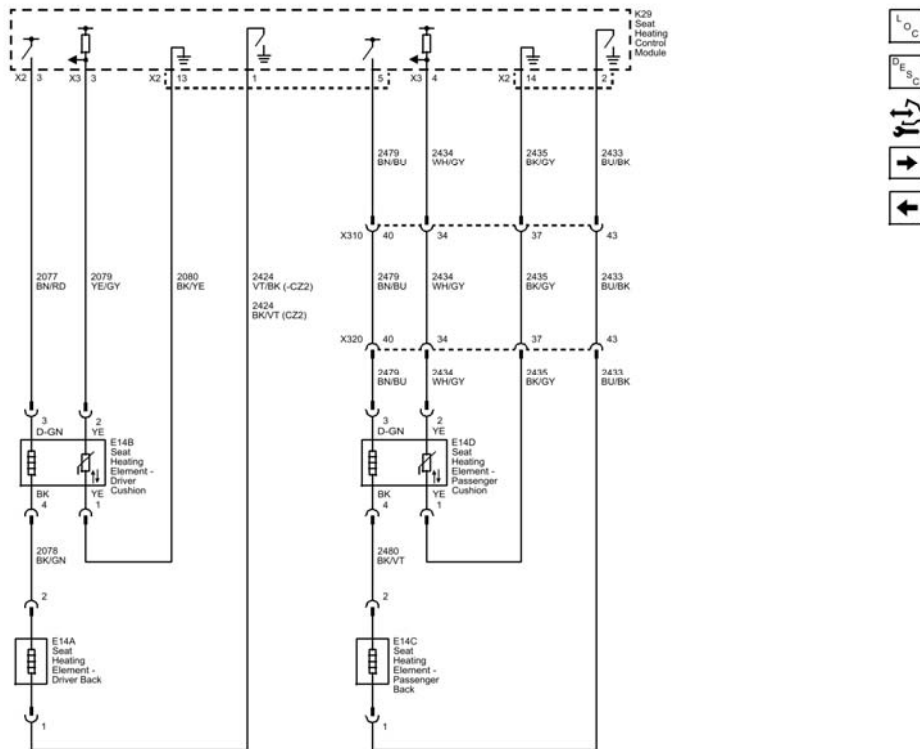 K29
Seat
Heating
Control
Module
X2 3 X3 3 X2 13 1 5 X3 4 X2 14 2
2479
BN/BU
2434
WH/GY
2435
BK/GY
2433
BU/BK
X310 40 34 37 43
2077
BN/RD
2079
YE/GY
2080
BK/YE
2424
VT/BK (-CZ2)
2424
BK/VT (CZ2)
2479
BN/BU
2434
WH/GY
2435
BK/GY
2433
BU/BK
X320 40 34 37 43
2479
BN/BU
2434
WH/GY
2435
BK/GY
2433
BU/BK
3 2
D-GN YE
E14B
Seat
Heating
Element -
Driver
Cushion
BK YE
4 1
3 2
D-GN YE
E14D
Seat
Heating
Element -
Passenger
Cushion
BK YE
4 1
2078
BK/GN
2480
BK/VT
2
E14A
Seat
Heating
Element -
Driver Back
1
2
E14C
Seat
Heating
Element -
Passenger
Back
1
LOC
DESC